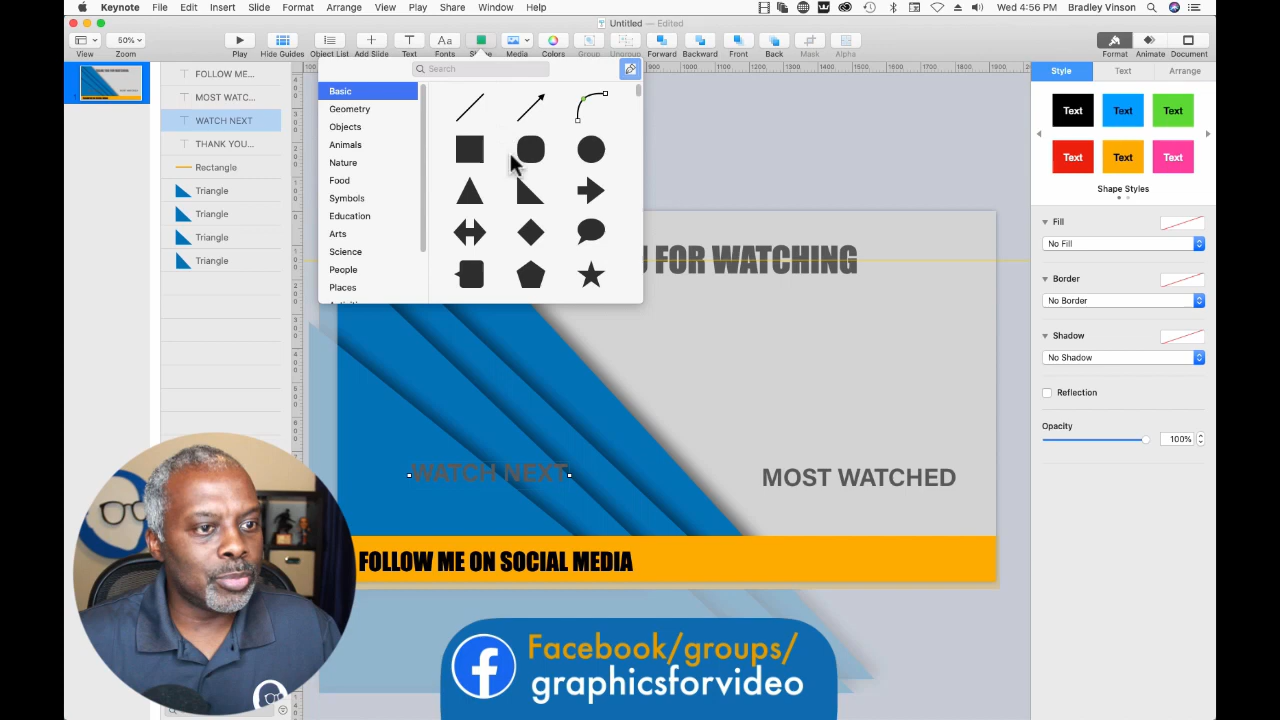 Keynote File Edit Insert Slide Format Arrange View Play Share Window Help Wed 4:56 PM Bradley Vinson
Untitled — Edited
50%
View Zoom Play Hide Guides Object List Add Slide Text Fonts Media Colors Group Ungroup Forward Backward Front Back Mask Alpha Format Animate Document
Search
Basic
Geometry
Objects
Animals
Nature
Food
Symbols
Education
Arts
Science
People
Places
FOLLOW ME...
MOST WATC...
WATCH NEXT
THANK YOU...
Rectangle
Triangle
Triangle
Triangle
Triangle
FOR WATCHING
WATCH NEXT
MOST WATCHED
FOLLOW ME ON SOCIAL MEDIA
Style Text Arrange
Text Text Text
Text Text Text
Shape Styles
Fill
No Fill
Border
No Border
Shadow
No Shadow
Reflection
Opacity
100%
Facebook/groups/
graphicsforvideo